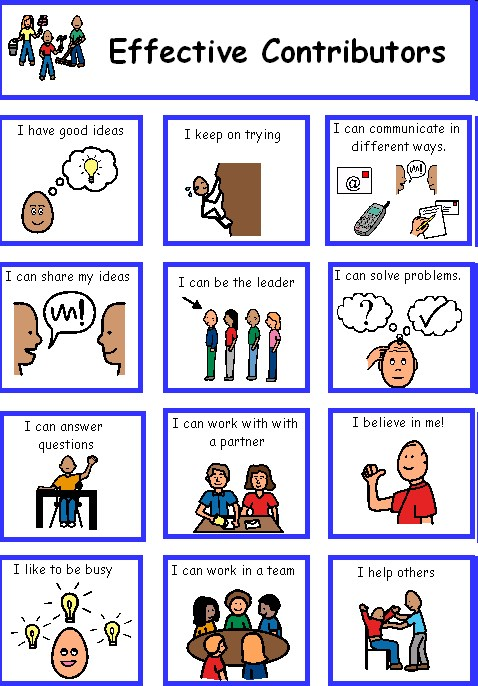 Effective Contributors
I have good ideas
I keep on trying
I can communicate in
different ways.
@
un!
I can share my ideas
un!
I can be the leader
I can solve problems.
?
I can answer
questions
I can work with with
a partner
I believe in me!
I like to be busy
I can work in a team
I help others